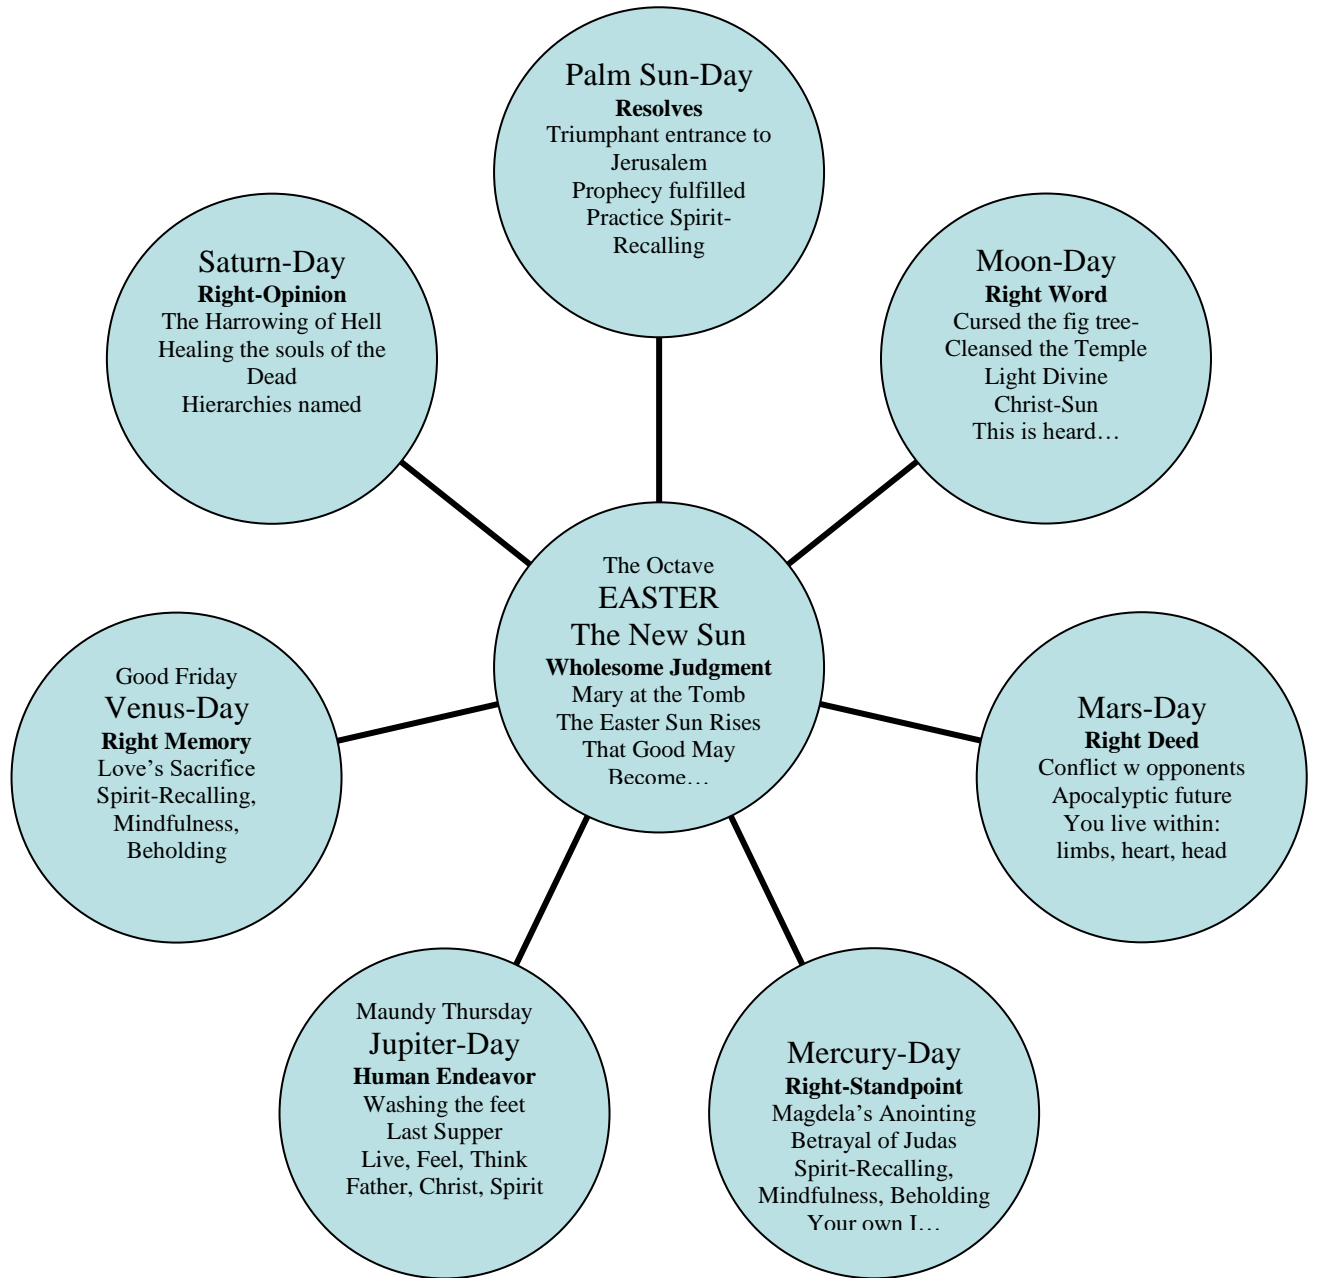 Palm Sun-Day
Resolves
Triumphant entrance to
Jerusalem
Prophecy fulfilled
Practice Spirit-
Recalling
Moon-Day
Right Word
Cursed the fig tree-
Cleansed the Temple
Light Divine
Christ-Sun
This is heard…
Mars-Day
Right Deed
Conflict w opponents
Apocalyptic future
You live within:
limbs, heart, head
Mercury-Day
Right-Standpoint
Magdela’s Anointing
Betrayal of Judas
Spirit-Recalling,
Mindfulness, Beholding
Your own I…
Maundy Thursday
Jupiter-Day
Human Endeavor
Washing the feet
Last Supper
Live, Feel, Think
Father, Christ, Spirit
Good Friday
Venus-Day
Right Memory
Love’s Sacrifice
Spirit-Recalling,
Mindfulness,
Beholding
Saturn-Day
Right-Opinion
The Harrowing of Hell
Healing the souls of the
Dead
Hierarchies named
The Octave
EASTER
The New Sun
Wholesome Judgment
Mary at the Tomb
The Easter Sun Rises
That Good May
Become…